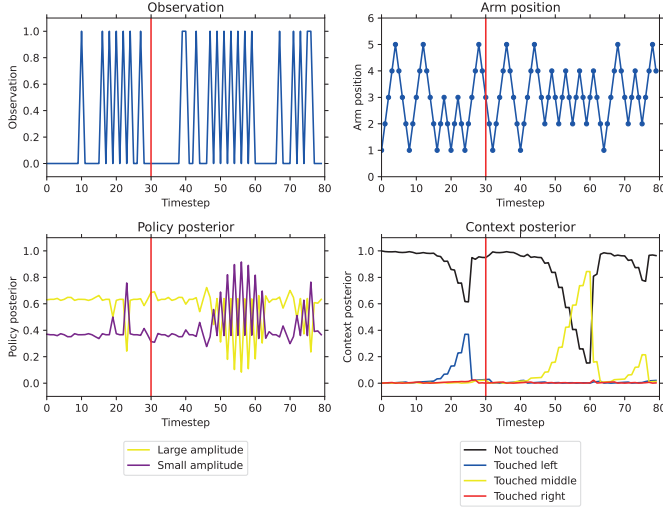 Observation
Observation
1.0
0.8
0.6
0.4
0.2
0.0
0 10 20 30 40 50 60 70 80
Timestep
Arm position
Arm position
6
5
4
3
2
1
0
0 10 20 30 40 50 60 70 80
Timestep
Policy posterior
Policy posterior
1.0
0.8
0.6
0.4
0.2
0.0
0 10 20 30 40 50 60 70 80
Timestep
Large amplitude
Small amplitude
Context posterior
Context posterior
1.0
0.8
0.6
0.4
0.2
0.0
0 10 20 30 40 50 60 70 80
Timestep
Not touched
Touched left
Touched middle
Touched right